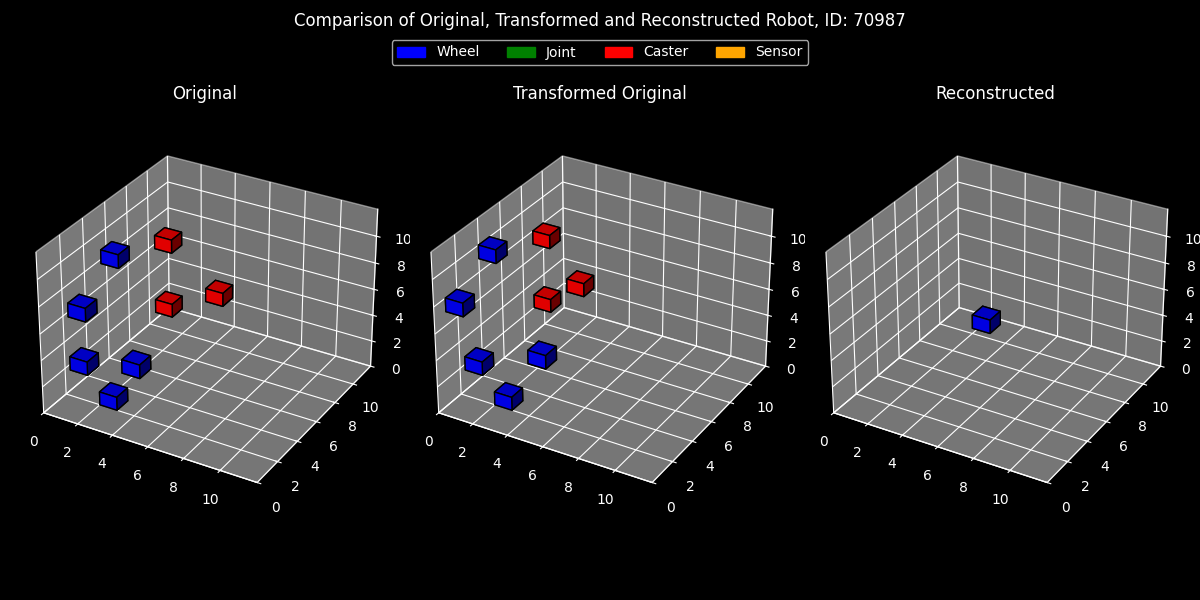 Comparison of Original, Transformed and Reconstructed Robot, ID: 70987
Wheel Joint Caster Sensor
Original Transformed Original Reconstructed
10 10 10
8 8 8
6 6 6
4 4 4
2 2 2
0 0 0
10 10 10
8 8 8
6 6 6
4 4 4
2 2 2
0 0 0
0 2 4 6 8 10 0 2 4 6 8 10 0 2 4 6 8 10